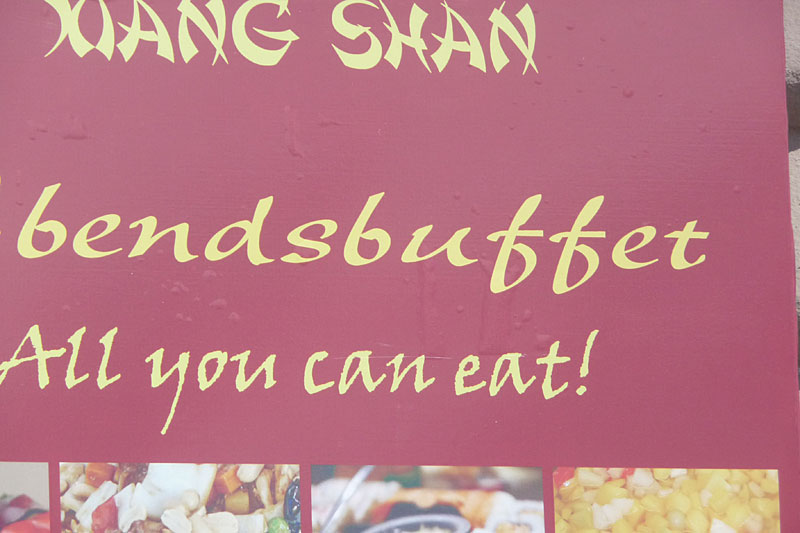 XIANG SHAN
bendsbuffet
All you can eat!